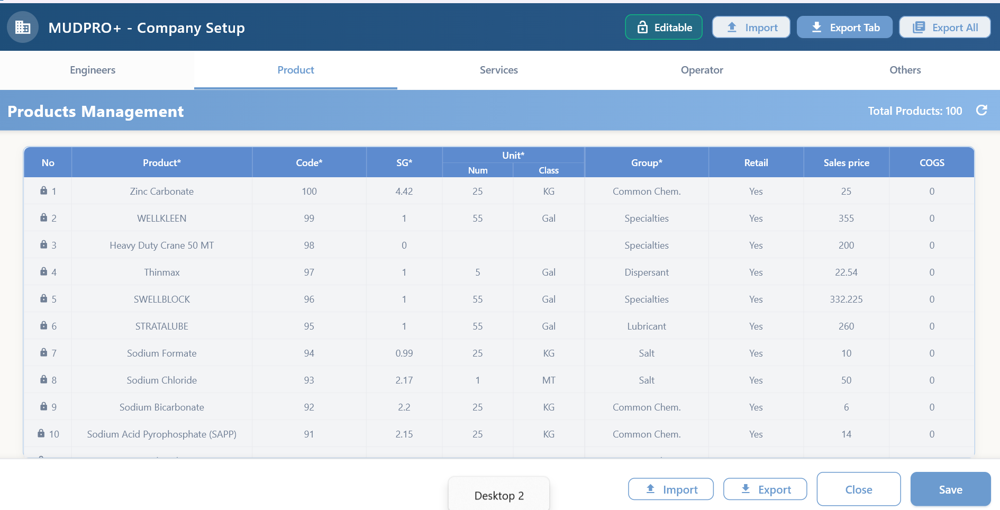 MUDPRO+ - Company Setup
Editable
Import
Export Tab
Export All
Engineers Product Services Operator Others
Products Management
Total Products: 100
No Product* Code* SG* Unit* Num Class Group* Retail Sales price COGS
1 Zinc Carbonate 100 4.42 25 KG Common Chem. Yes 25 0
2 WELLKLEEN 99 1 55 Gal Specialties Yes 355 0
3 Heavy Duty Crane 50 MT 98 0 Specialties Yes 200 0
4 Thinmax 97 1 5 Gal Dispersant Yes 22.54 0
5 SWELLBLOCK 96 1 55 Gal Specialties Yes 332.225 0
6 STRATALUBE 95 1 55 Gal Lubricant Yes 260 0
7 Sodium Formate 94 0.99 25 KG Salt Yes 10 0
8 Sodium Chloride 93 2.17 1 MT Salt Yes 50 0
9 Sodium Bicarbonate 92 2.2 25 KG Common Chem. Yes 6 0
10 Sodium Acid Pyrophosphate (SAPP) 91 2.15 25 KG Common Chem. Yes 14 0
Desktop 2
Import
Export
Close
Save